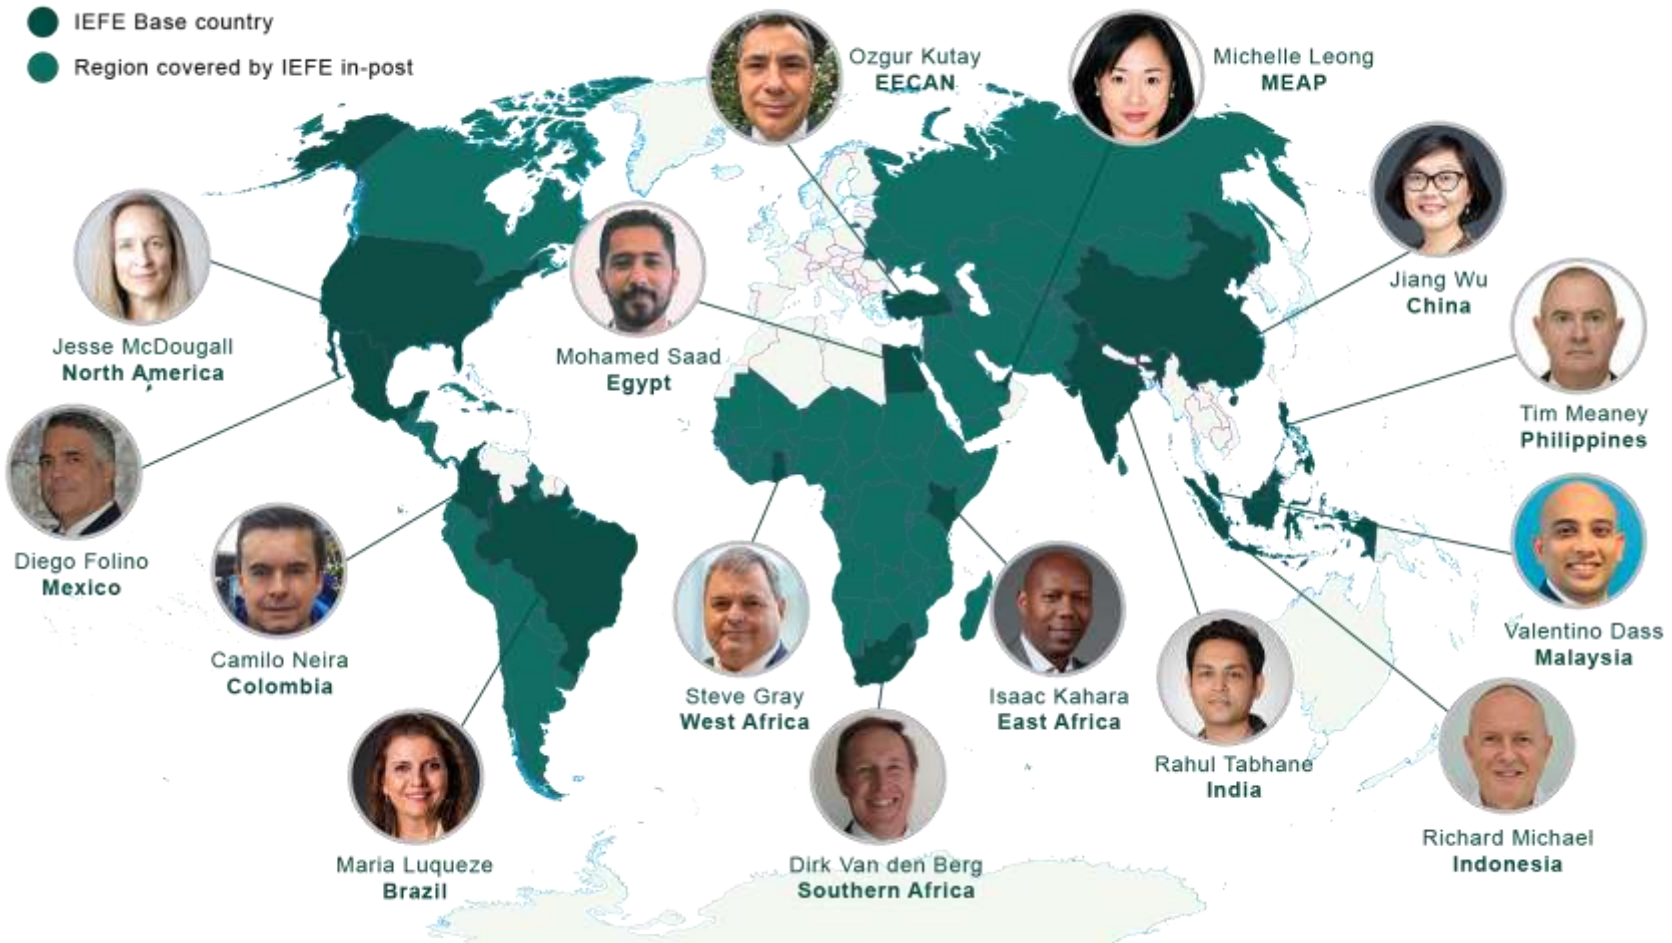 IEFE Base country
Region covered by IEFE in-post
Ozgur Kutay
EECAN
Michelle Leong
MEAP
Jiang Wu
China
Jesse McDougall
North America
Mohamed Saad
Egypt
Tim Meaney
Philippines
Diego Folino
Mexico
Camilo Neira
Colombia
Valentino Dass
Malaysia
Steve Gray
West Africa
Isaac Kahara
East Africa
Rahul Tabhane
India
Maria Luqueze
Brazil
Dirk Van den Berg
Southern Africa
Richard Michael
Indonesia